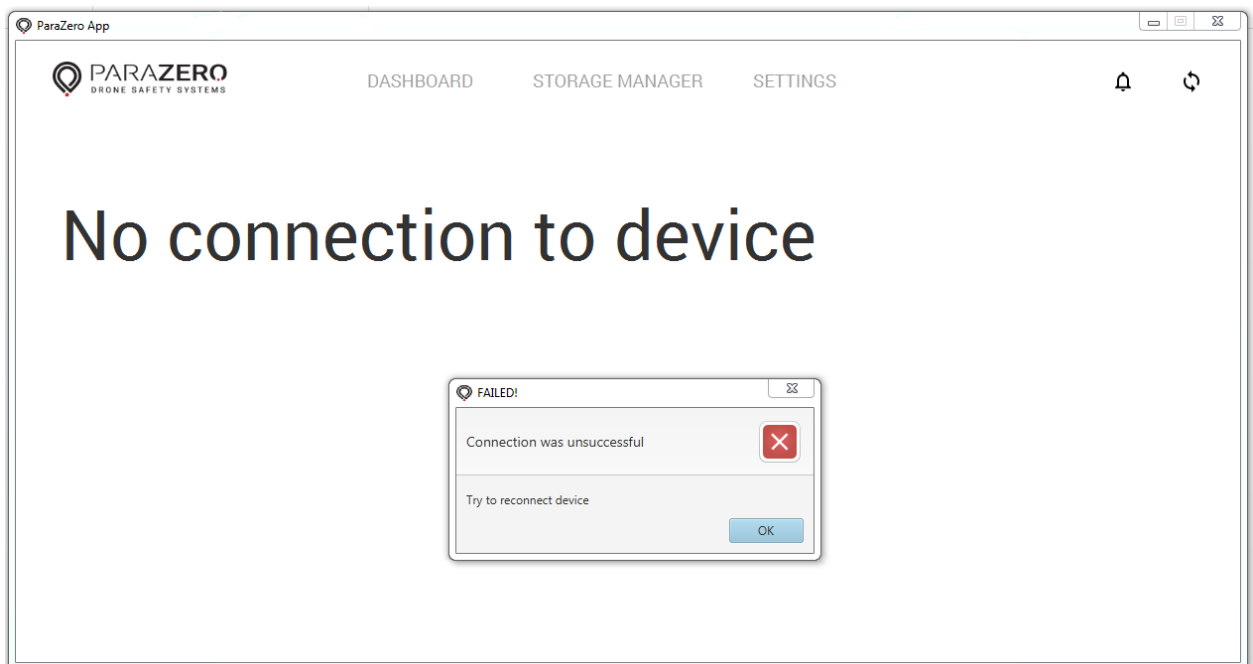 ParaZero App
PARAZERO
DRONE SAFETY SYSTEMS
DASHBOARD STORAGE MANAGER SETTINGS
No connection to device
FAILED!
Connection was unsuccessful
Try to reconnect device
OK